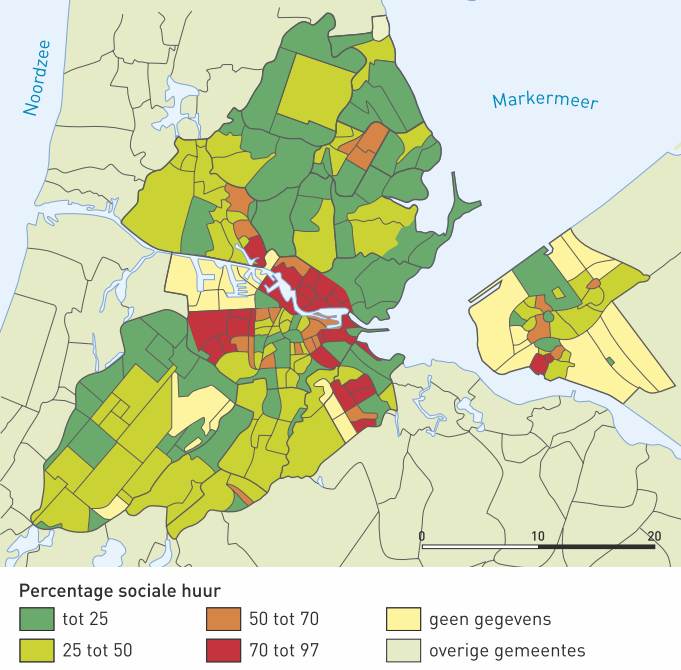 Noordzee
Markermeer
0 10 20
Percentage sociale huur
tot 25
50 tot 70
geen gegevens
25 tot 50
70 tot 97
overige gemeentes